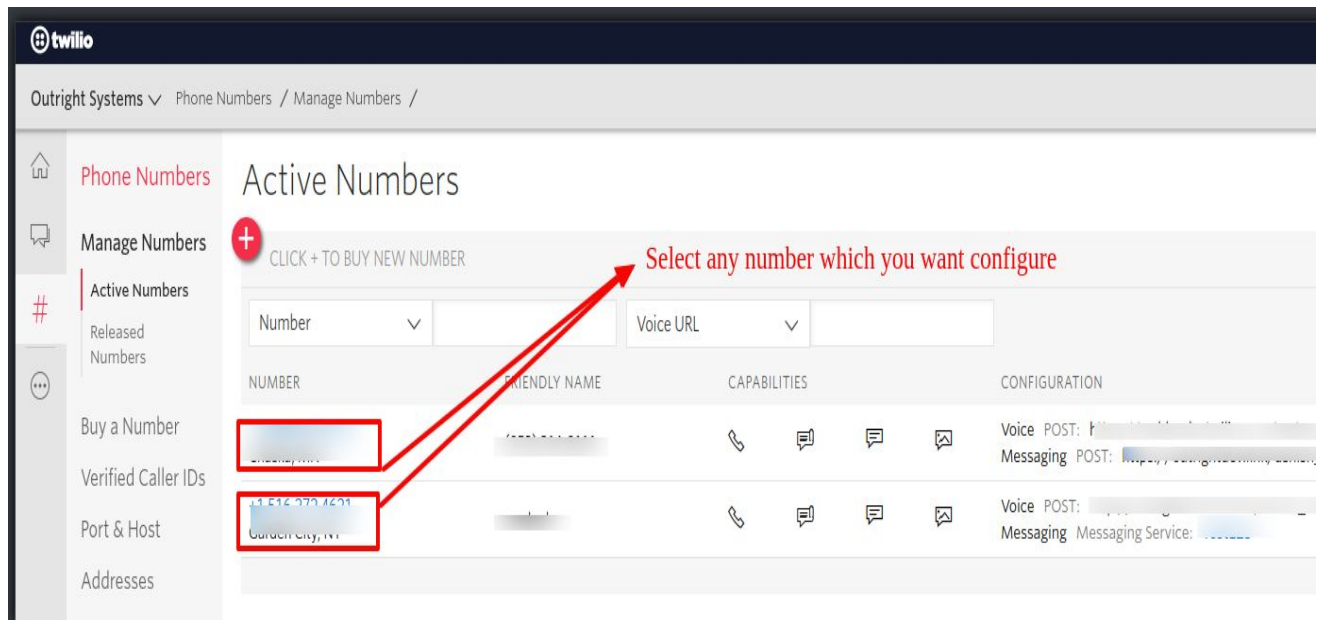 twilio
Outright Systems Phone Numbers / Manage Numbers /
Phone Numbers
Active Numbers
Manage Numbers
CLICK + TO BUY NEW NUMBER
Select any number which you want configure
Active Numbers
Released
Numbers
Number
Voice URL
NUMBER
FRIENDLY NAME
CAPABILITIES
CONFIGURATION
Buy a Number
Voice POST:
Messaging POST:
Verified Caller IDs
Voice POST:
Port & Host
Messaging Messaging Service:
Addresses